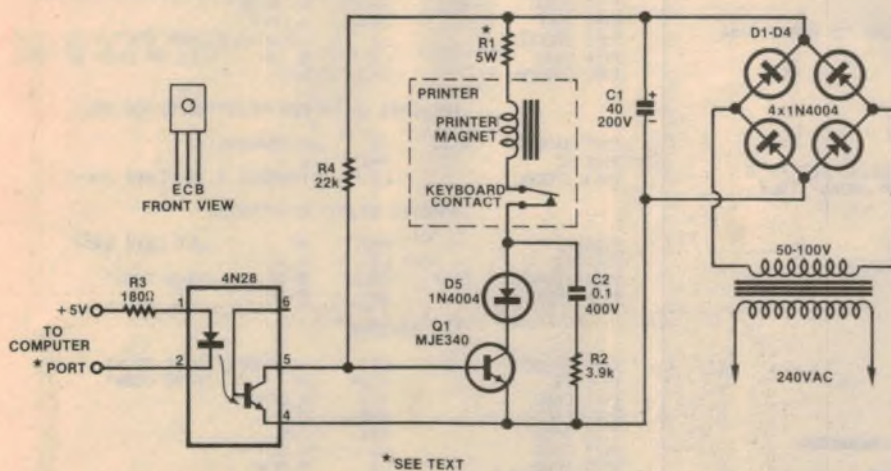 *
R1
5W
D1-D4
4x1N4004
PRINTER
PRINTER
MAGNET
C1
40
200V
+
−
R4
22k
KEYBOARD
CONTACT
ECB
FRONT VIEW
50-100V
R3
180Ω
4N28
+5V
1
6
TO
COMPUTER
5
* PORT
2
4
D5
1N4004
C2
0.1
400V
Q1
MJE340
R2
3.9k
240VAC
*SEE TEXT